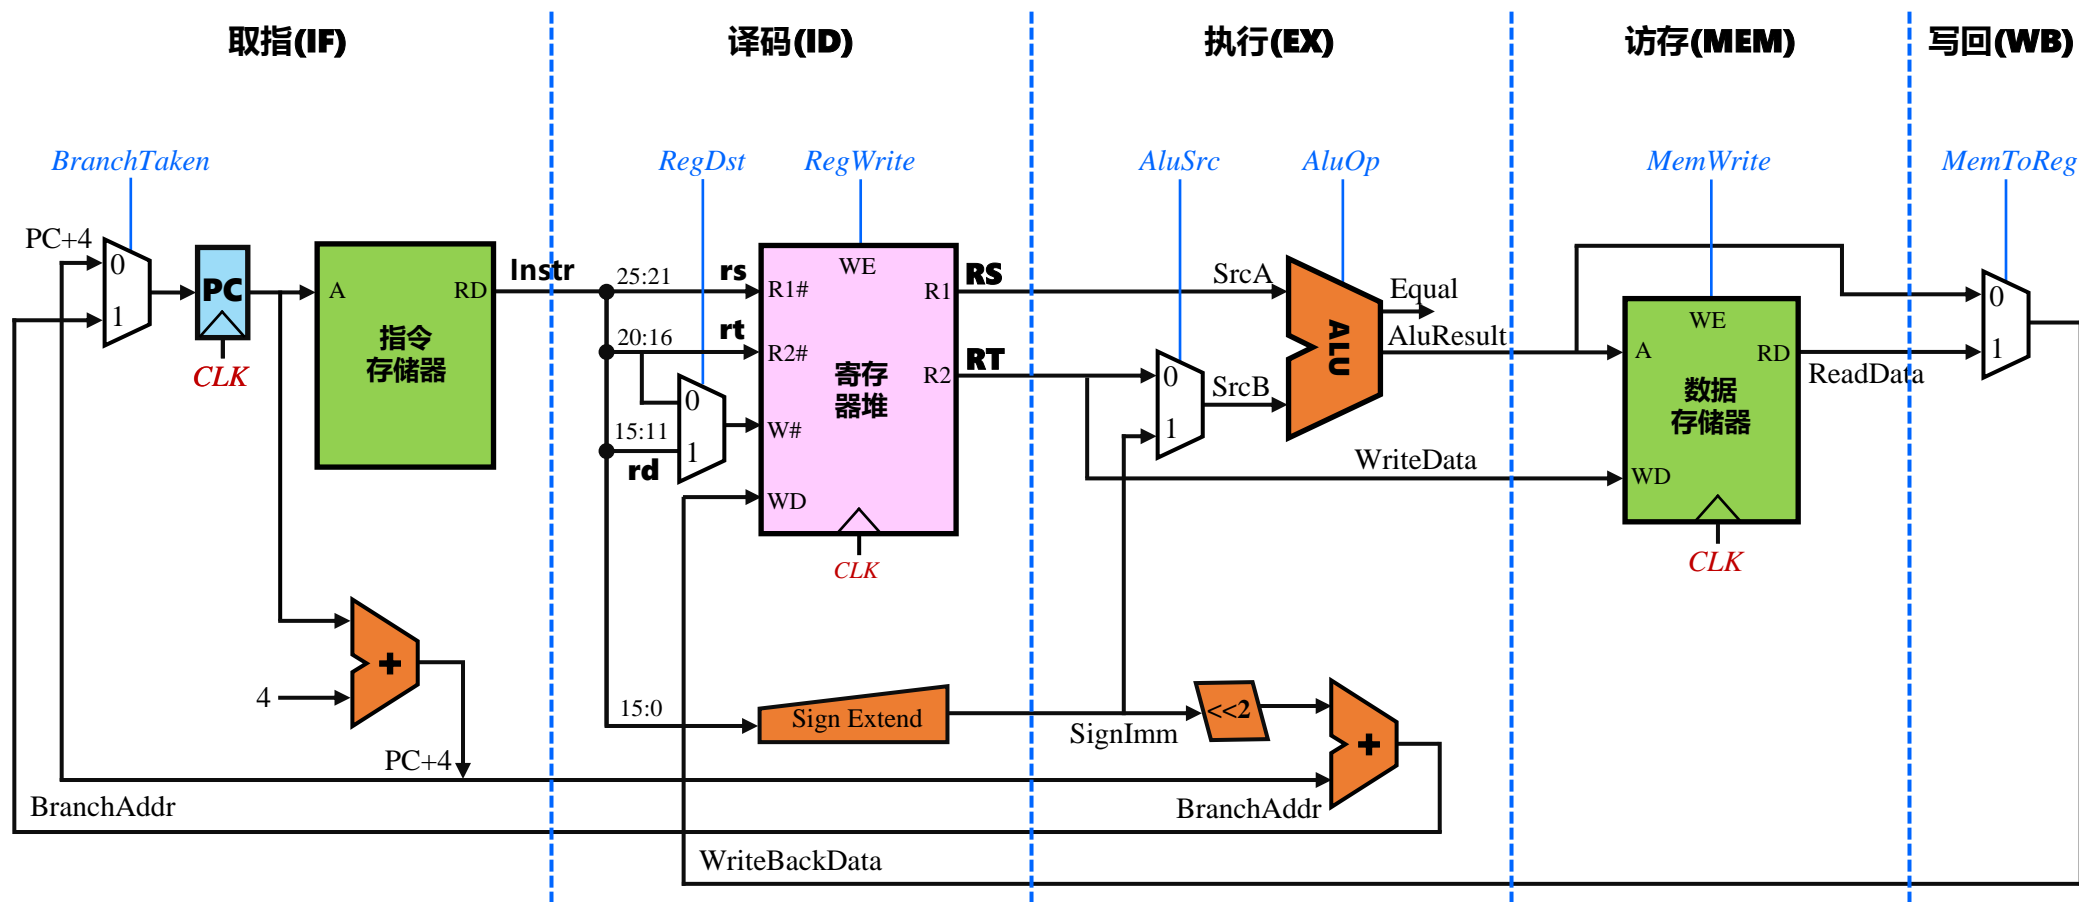 取指(IF)
译码(ID)
执行(EX)
访存(MEM)
写回(WB)
BranchTaken
RegDst
RegWrite
AluSrc
AluOp
MemWrite
MemToReg
PC+4
0
1
PC
CLK
A
RD
指令
存储器
Instr
25:21
rs
20:16
rt
0
15:11
1
rd
WE
R1#
R1
R2#
R2
寄存
器堆
W#
WD
CLK
RS
RT
0
1
SrcA
SrcB
ALU
Equal
AluResult
WriteData
WE
A
RD
数据
存储器
WD
CLK
ReadData
0
1
4
+
PC+4
15:0
Sign Extend
SignImm
<<2
+
BranchAddr
BranchAddr
WriteBackData